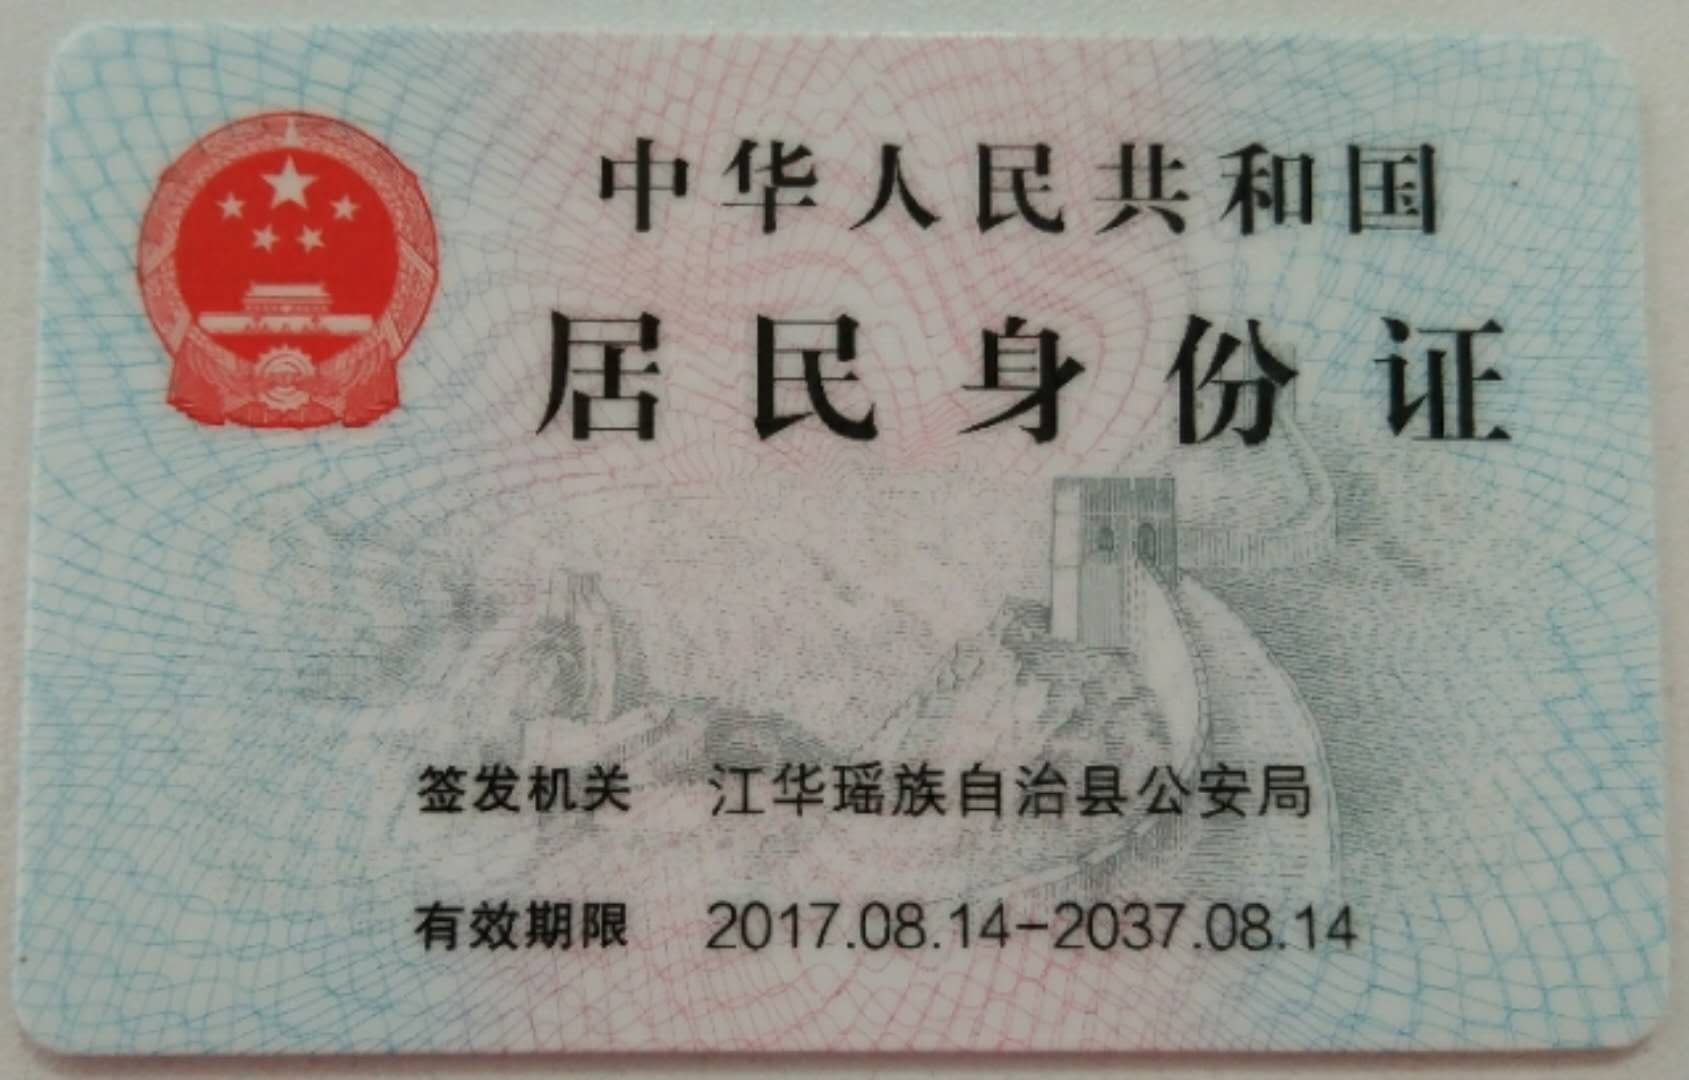 中华人民共和国
居民身份证
签发机关 江华瑶族自治县公安局
有效期限 2017.08.14-2037.08.14